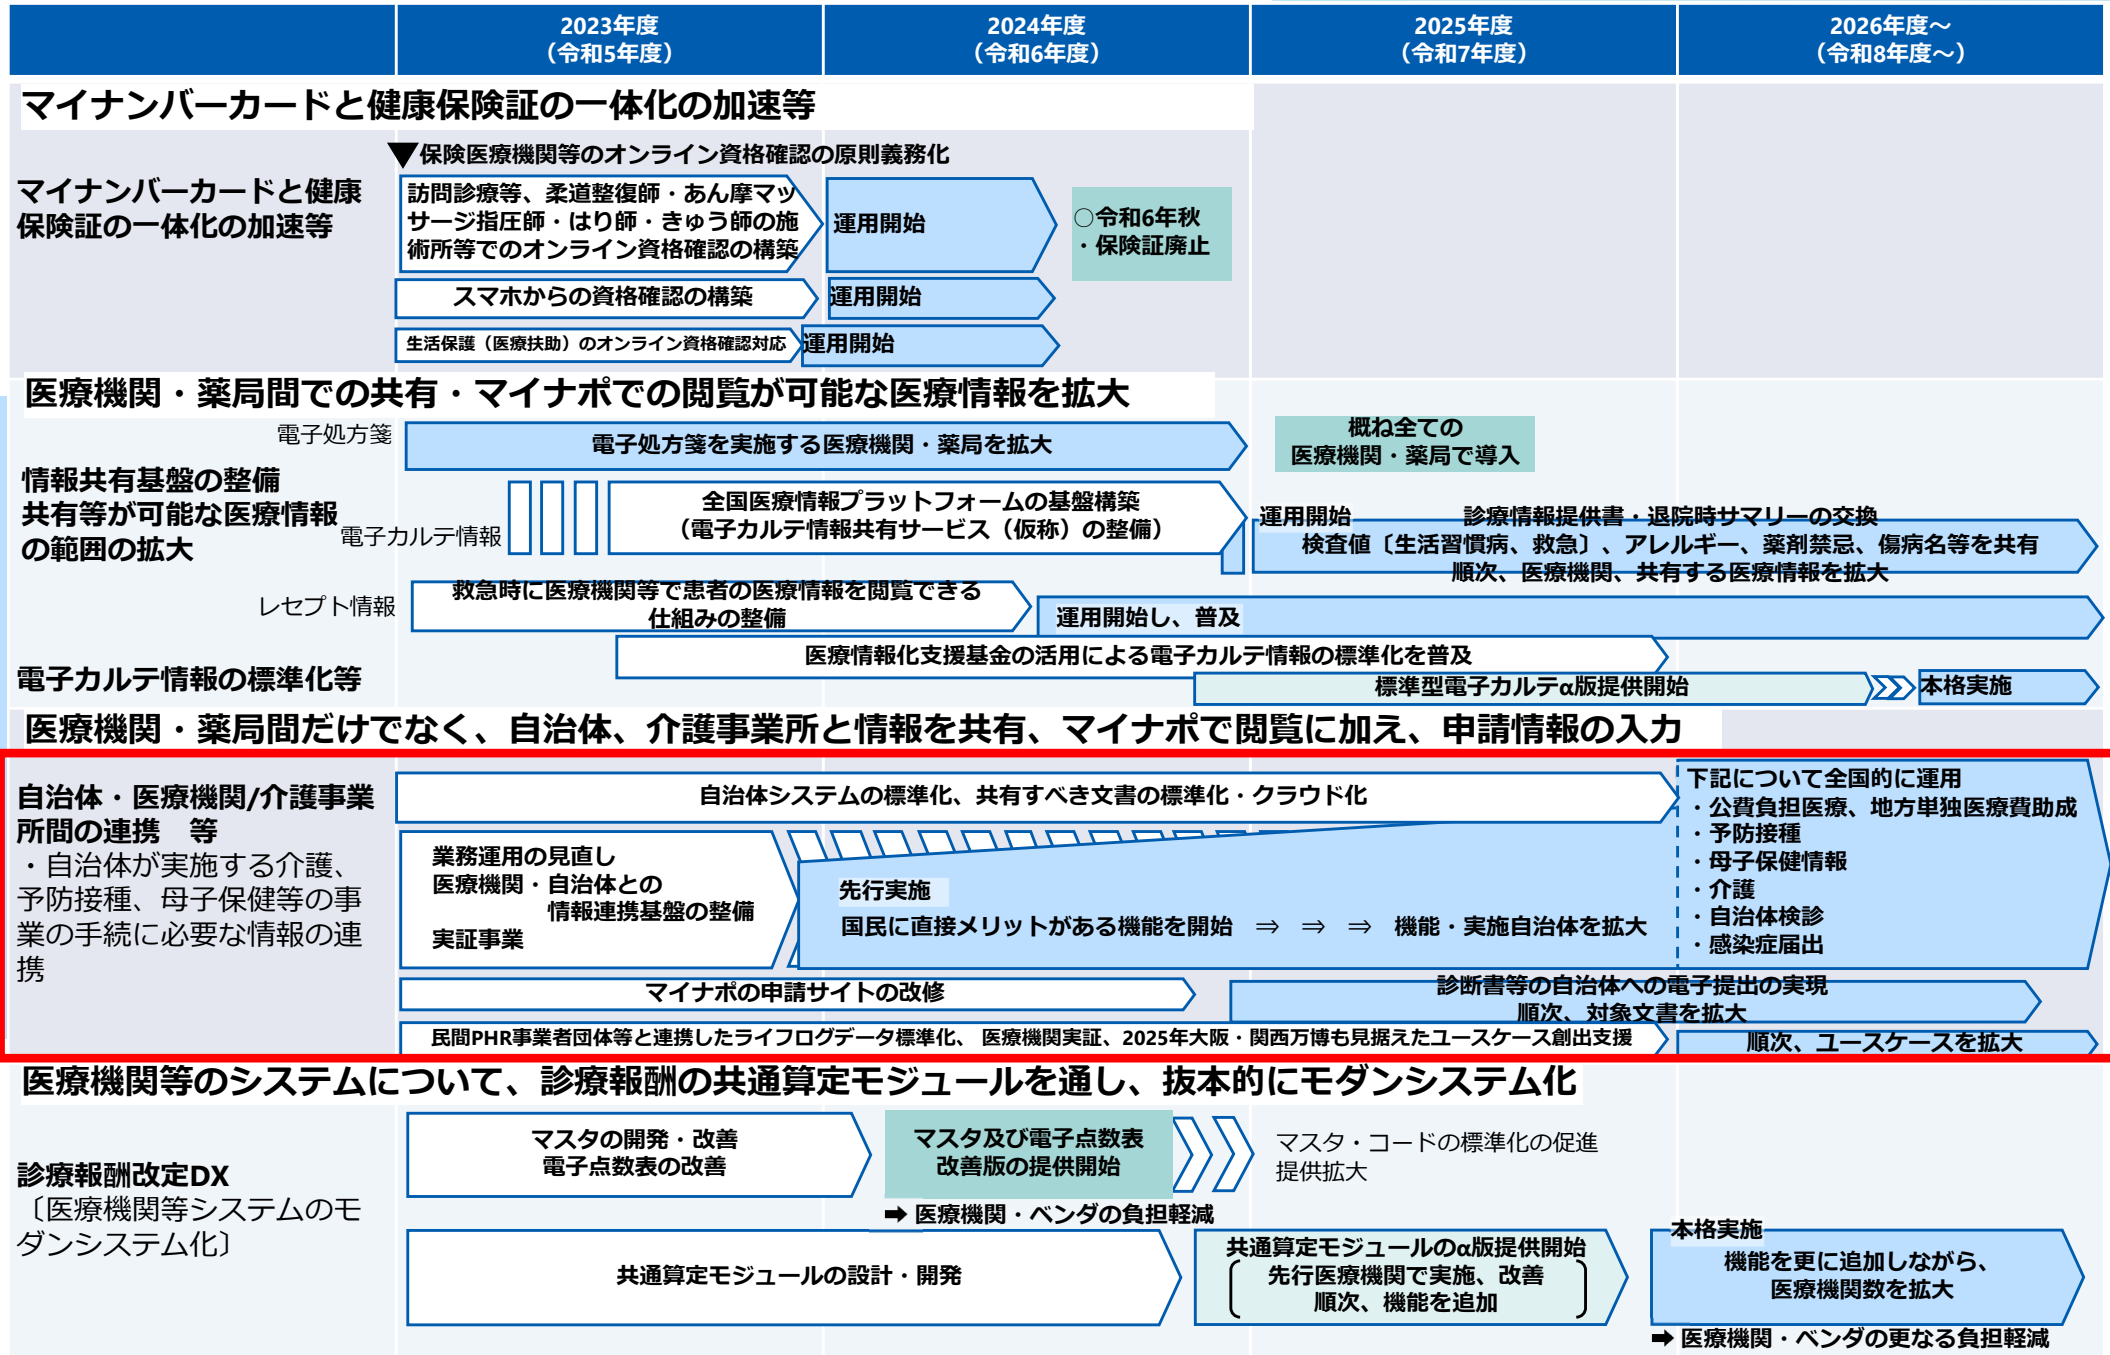 2023年度
(令和5年度)
2024年度
(令和6年度)
2025年度
(令和7年度)
2026年度～
(令和8年度～)
マイナンバーカードと健康保険証の一体化の加速等
▼保険医療機関等のオンライン資格確認の原則義務化
マイナンバーカードと健康
保険証の一体化の加速等
訪問診療等、柔道整復師・あん摩マッ
サージ指圧師・はり師・きゅう師の施
術所等でのオンライン資格確認の構築
運用開始
○令和6年秋
・保険証廃止
スマホからの資格確認の構築
運用開始
生活保護（医療扶助）のオンライン資格確認対応
運用開始
医療機関・薬局間での共有・マイナポでの閲覧が可能な医療情報を拡大
電子処方箋
電子処方箋を実施する医療機関・薬局を拡大
概ね全ての
医療機関・薬局で導入
情報共有基盤の整備
共有等が可能な医療情報
の範囲の拡大
電子カルテ情報
全国医療情報プラットフォームの基盤構築
（電子カルテ情報共有サービス（仮称）の整備）
運用開始
診療情報提供書・退院時サマリーの交換
検査値〔生活習慣病、救急〕、アレルギー、薬剤禁忌、傷病名等を共有
順次、医療機関、共有する医療情報を拡大
レセプト情報
救急時に医療機関等で患者の医療情報を閲覧できる
仕組みの整備
運用開始し、普及
医療情報化支援基金の活用による電子カルテ情報の標準化を普及
電子カルテ情報の標準化等
標準型電子カルテα版提供開始
本格実施
医療機関・薬局間だけでなく、自治体、介護事業所と情報を共有、マイナポで閲覧に加え、申請情報の入力
自治体・医療機関/介護事業
所間の連携　等
・自治体が実施する介護、
予防接種、母子保健等の事
業の手続に必要な情報の連
携
自治体システムの標準化、共有すべき文書の標準化・クラウド化
業務運用の見直し
医療機関・自治体との
情報連携基盤の整備
実証事業
先行実施
国民に直接メリットがある機能を開始　⇒　⇒　⇒　機能・実施自治体を拡大
下記について全国的に運用
・公費負担医療、地方単独医療費助成
・予防接種
・母子保健情報
・介護
・自治体検診
・感染症届出
マイナポの申請サイトの改修
診断書等の自治体への電子提出の実現
順次、対象文書を拡大
民間PHR事業者団体等と連携したライフログデータ標準化、 医療機関実証、2025年大阪・関西万博も見据えたユースケース創出支援
順次、ユースケースを拡大
医療機関等のシステムについて、診療報酬の共通算定モジュールを通し、抜本的にモダンシステム化
診療報酬改定DX
〔医療機関等システムのモ
ダンシステム化〕
マスタの開発・改善
電子点数表の改善
マスタ及び電子点数表
改善版の提供開始
マスタ・コードの標準化の促進
提供拡大
➡ 医療機関・ベンダの負担軽減
共通算定モジュールの設計・開発
共通算定モジュールのα版提供開始
先行医療機関で実施、改善
順次、機能を追加
本格実施
機能を更に追加しながら、
医療機関数を拡大
➡ 医療機関・ベンダの更なる負担軽減